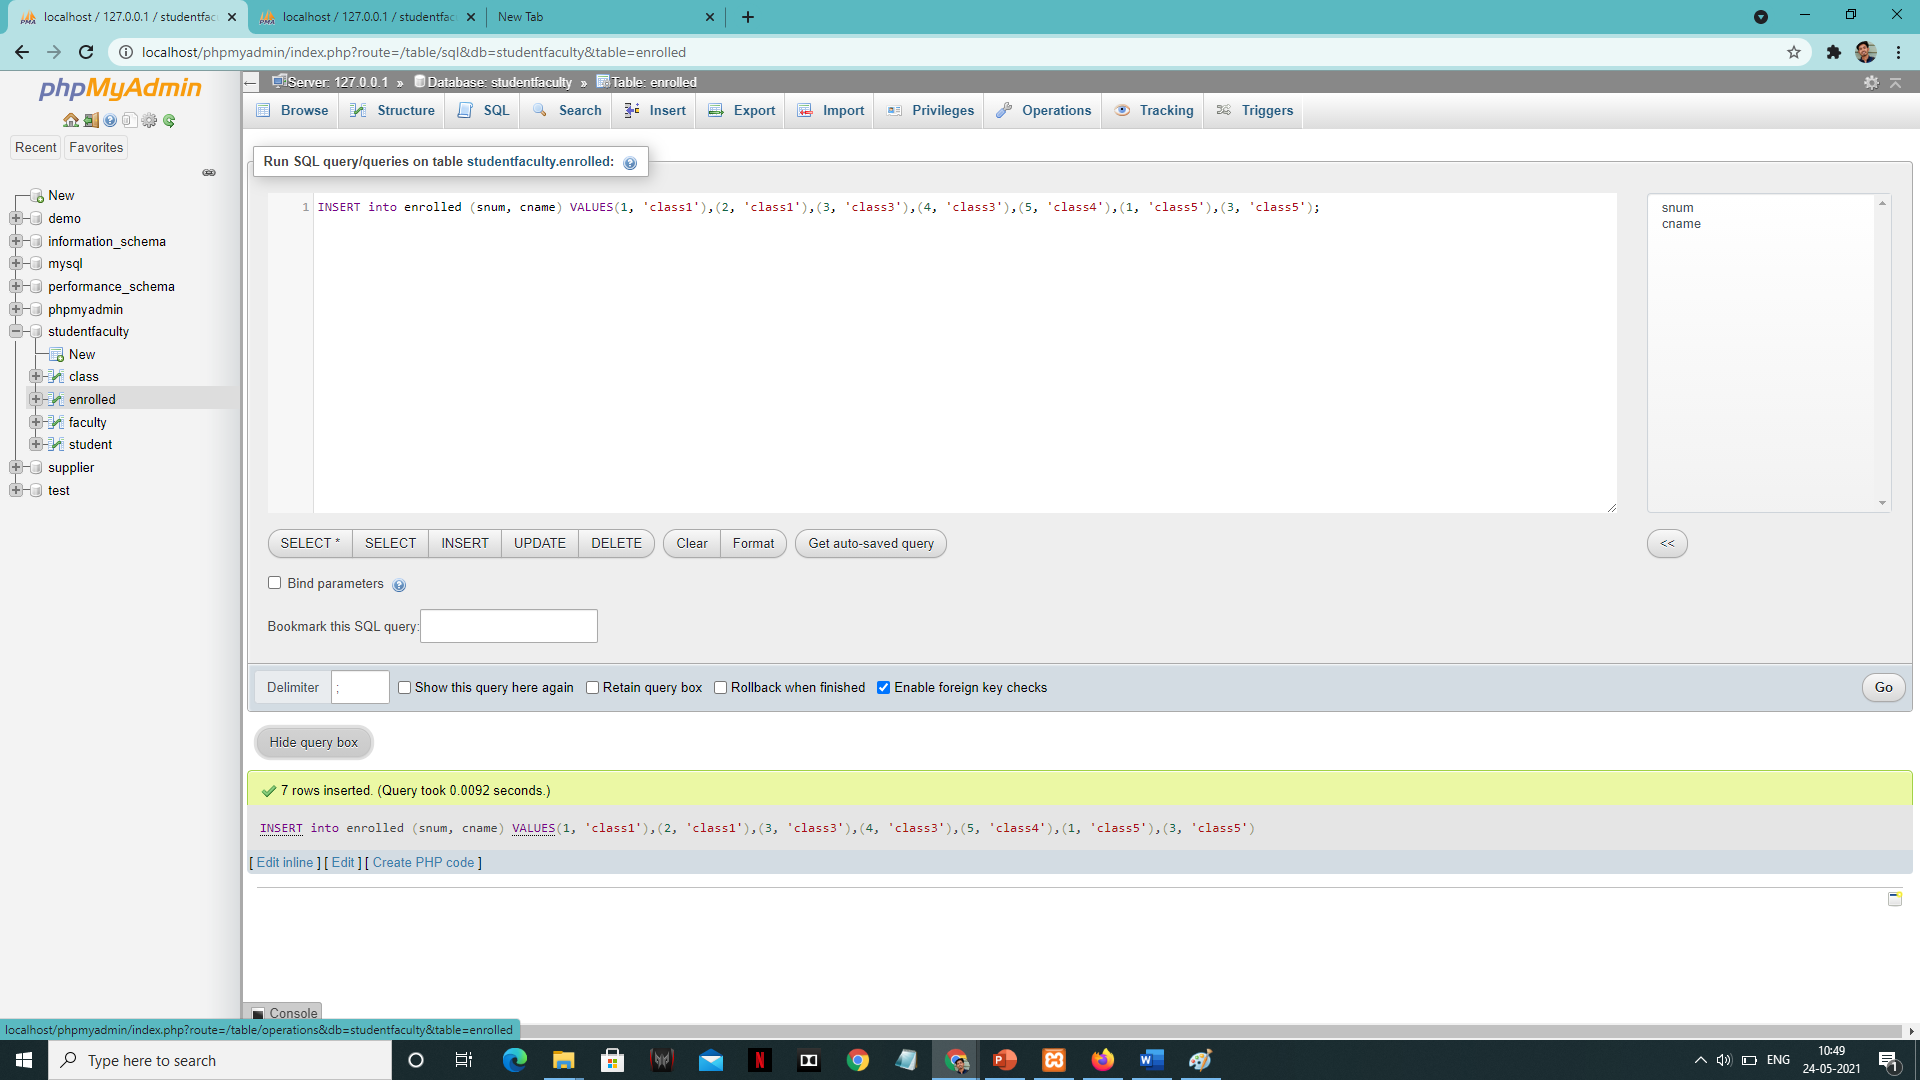 localhost / 127.0.0.1 / studentfac
localhost / 127.0.0.1 / studentfac
New Tab
localhost/phpmyadmin/index.php?route=/table/sql&db=studentfaculty&table=enrolled
phpMyAdmin
Server: 127.0.0.1 » Database: studentfaculty » Table: enrolled
Browse Structure SQL Search Insert Export Import Privileges Operations Tracking Triggers
Recent Favorites
Run SQL query/queries on table studentfaculty.enrolled:
New
demo
information_schema
mysql
performance_schema
phpmyadmin
studentfaculty
New
class
enrolled
faculty
student
supplier
test
1 INSERT into enrolled (snum, cname) VALUES(1, 'class1'),(2, 'class1'),(3, 'class3'),(4, 'class3'),(5, 'class4'),(1, 'class5'),(3, 'class5');
snum
cname
SELECT * SELECT INSERT UPDATE DELETE Clear Format Get auto-saved query <<
Bind parameters
Bookmark this SQL query:
Delimiter ; Show this query here again Retain query box Rollback when finished Enable foreign key checks Go
Hide query box
7 rows inserted. (Query took 0.0092 seconds.)
INSERT into enrolled (snum, cname) VALUES(1, 'class1'),(2, 'class1'),(3, 'class3'),(4, 'class3'),(5, 'class4'),(1, 'class5'),(3, 'class5')
[ Edit inline ] [ Edit ] [ Create PHP code ]
Console
localhost/phpmyadmin/index.php?route=/table/operations&db=studentfaculty&table=enrolled
Type here to search
ENG
10:49
24-05-2021
1